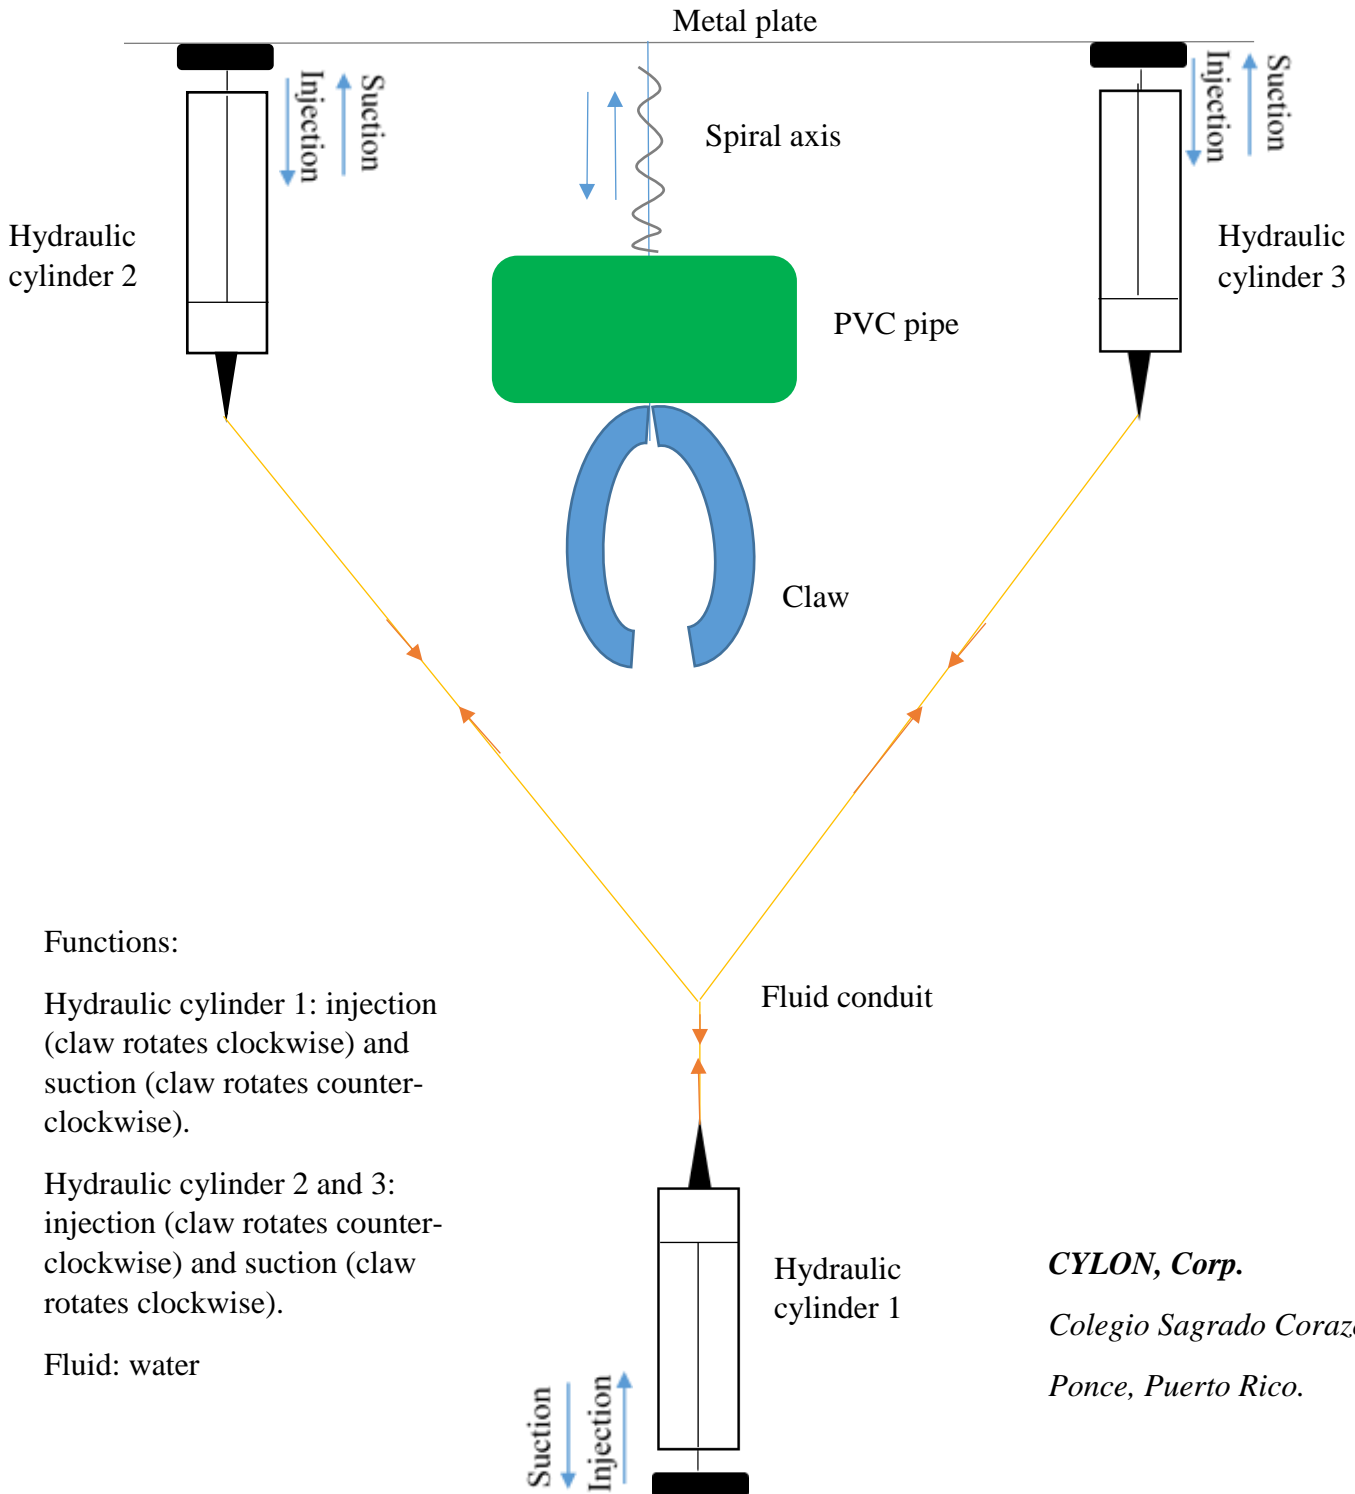 Metal plate
Injection
Suction
Injection
Suction
Spiral axis
Hydraulic
cylinder 2
Hydraulic
cylinder 3
PVC pipe
Claw
Functions:
Fluid conduit
Hydraulic cylinder 1: injection
(claw rotates clockwise) and
suction (claw rotates counter-
clockwise).
Hydraulic cylinder 2 and 3:
injection (claw rotates counter-
clockwise) and suction (claw
rotates clockwise).
Fluid: water
Hydraulic
cylinder 1
Suction
Injection
CYLON, Corp.
Colegio Sagrado Corazo
Ponce, Puerto Rico.